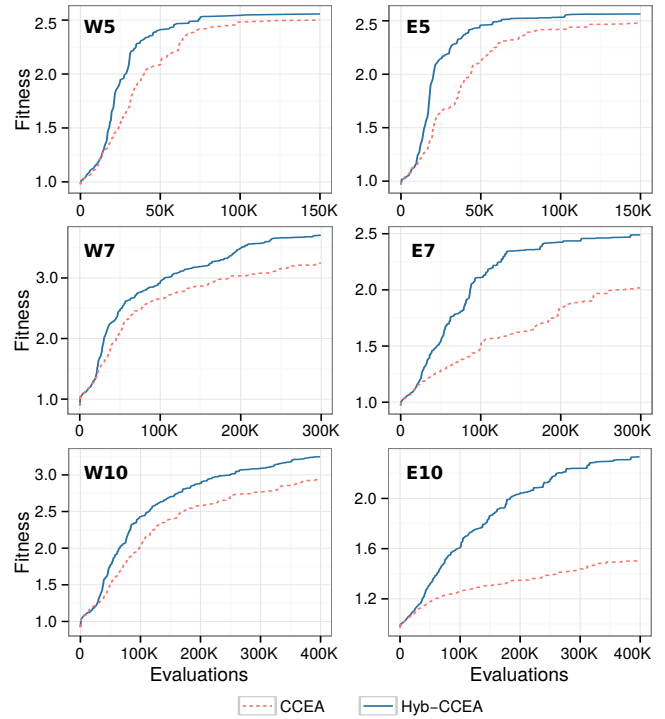 W5
Fitness
2.5
2.0
1.5
1.0
0
50K
100K
150K
E5
2.5
2.0
1.5
1.0
0
50K
100K
150K
W7
Fitness
3.0
2.0
1.0
0
100K
200K
300K
E7
2.5
2.0
1.5
1.0
0
100K
200K
300K
W10
Fitness
3.0
2.5
2.0
1.5
1.0
0
100K
200K
300K
400K
Evaluations
E10
2.0
1.6
1.2
0
100K
200K
300K
400K
Evaluations
CCEA
Hyb-CCEA